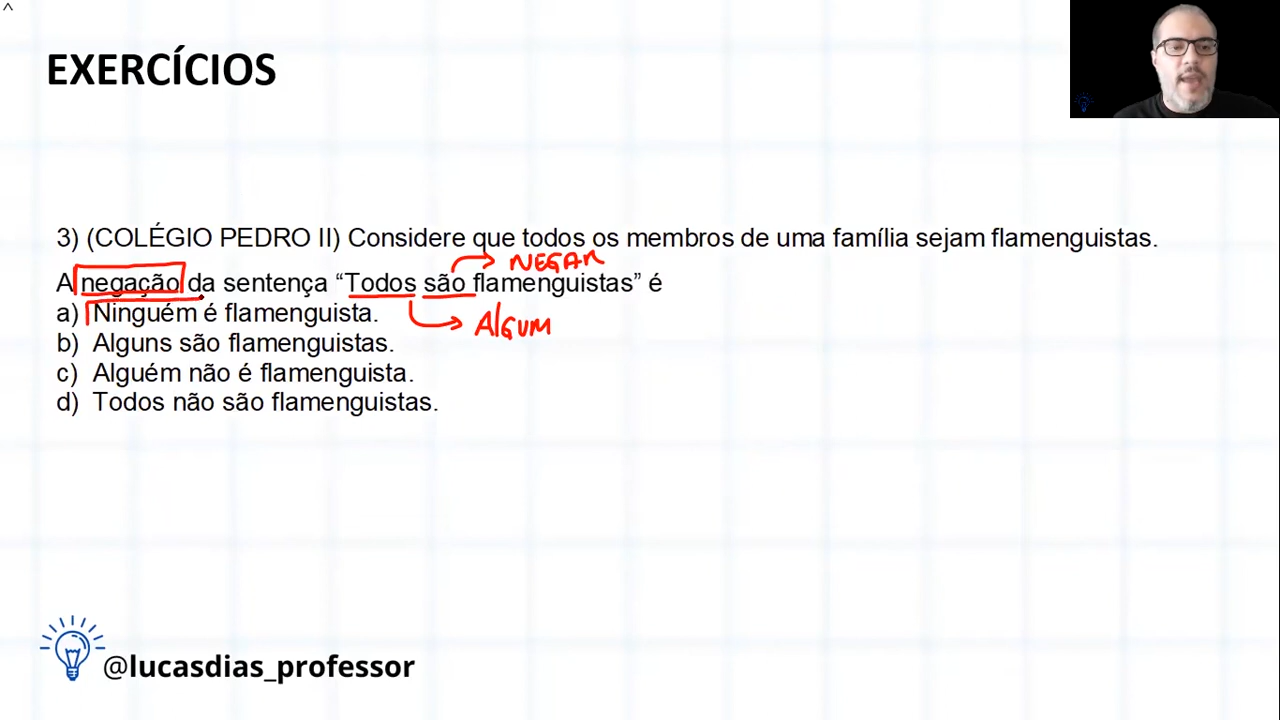 ^
EXERCÍCIOS
3) (COLÉGIO PEDRO II) Considere que todos os membros de uma família sejam flamenguistas.
NEGAR
A negação da sentença “Todos são flamenguistas” é
a) Ninguém é flamenguista.
ALGUM
b) Alguns são flamenguistas.
c) Alguém não é flamenguista.
d) Todos não são flamenguistas.
@lucasdias_professor